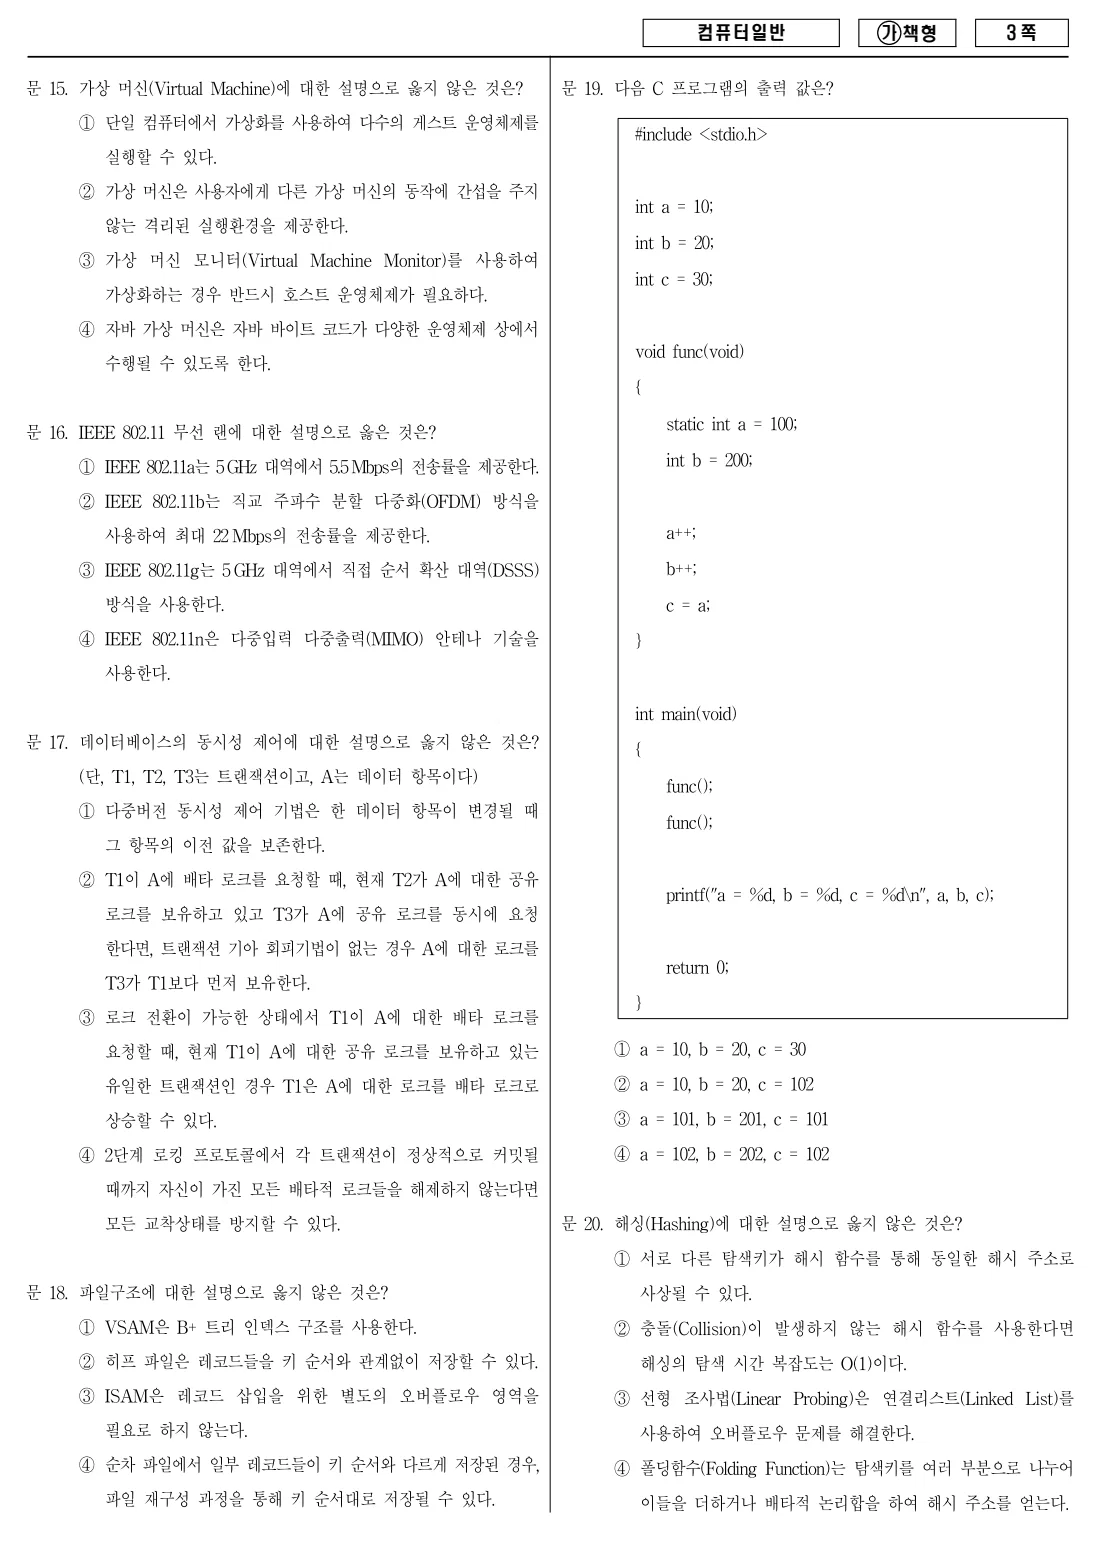 컴퓨터일반
㉮책형
3쪽
문 15. 가상 머신(Virtual Machine)에 대한 설명으로 옳지 않은 것은?
① 단일 컴퓨터에서 가상화를 사용하여 다수의 게스트 운영체제를
실행할 수 있다.
② 가상 머신은 사용자에게 다른 가상 머신의 동작에 간섭을 주지
않는 격리된 실행환경을 제공한다.
③ 가상 머신 모니터(Virtual Machine Monitor)를 사용하여
가상화하는 경우 반드시 호스트 운영체제가 필요하다.
④ 자바 가상 머신은 자바 바이트 코드가 다양한 운영체제 상에서
수행될 수 있도록 한다.
문 16. IEEE 802.11 무선 랜에 대한 설명으로 옳은 것은?
① IEEE 802.11a는 5 GHz 대역에서 5.5 Mbps의 전송률을 제공한다.
② IEEE 802.11b는 직교 주파수 분할 다중화(OFDM) 방식을
사용하여 최대 22 Mbps의 전송률을 제공한다.
③ IEEE 802.11g는 5 GHz 대역에서 직접 순서 확산 대역(DSSS)
방식을 사용한다.
④ IEEE 802.11n은 다중입력 다중출력(MIMO) 안테나 기술을
사용한다.
문 17. 데이터베이스의 동시성 제어에 대한 설명으로 옳지 않은 것은?
(단, T1, T2, T3는 트랜잭션이고, A는 데이터 항목이다)
① 다중버전 동시성 제어 기법은 한 데이터 항목이 변경될 때
그 항목의 이전 값을 보존한다.
② T1이 A에 배타 로크를 요청할 때, 현재 T2가 A에 대한 공유
로크를 보유하고 있고 T3가 A에 공유 로크를 동시에 요청
한다면, 트랜잭션 기아 회피기법이 없는 경우 A에 대한 로크를
T3가 T1보다 먼저 보유한다.
③ 로크 전환이 가능한 상태에서 T1이 A에 대한 배타 로크를
요청할 때, 현재 T1이 A에 대한 공유 로크를 보유하고 있는
유일한 트랜잭션인 경우 T1은 A에 대한 로크를 배타 로크로
상승할 수 있다.
④ 2단계 로킹 프로토콜에서 각 트랜잭션이 정상적으로 커밋될
때까지 자신이 가진 모든 배타적 로크들을 해제하지 않는다면
모든 교착상태를 방지할 수 있다.
문 18. 파일구조에 대한 설명으로 옳지 않은 것은?
① VSAM은 B+ 트리 인덱스 구조를 사용한다.
② 히프 파일은 레코드들을 키 순서와 관계없이 저장할 수 있다.
③ ISAM은 레코드 삽입을 위한 별도의 오버플로우 영역을
필요로 하지 않는다.
④ 순차 파일에서 일부 레코드들이 키 순서와 다르게 저장된 경우,
파일 재구성 과정을 통해 키 순서대로 저장될 수 있다.
문 19. 다음 C 프로그램의 출력 값은?
#include <stdio.h>
int a = 10;
int b = 20;
int c = 30;
void func(void)
{
static int a = 100;
int b = 200;
a++;
b++;
c = a;
}
int main(void)
{
func();
func();
printf("a = %d, b = %d, c = %d\n", a, b, c);
return 0;
}
① a = 10, b = 20, c = 30
② a = 10, b = 20, c = 102
③ a = 101, b = 201, c = 101
④ a = 102, b = 202, c = 102
문 20. 해싱(Hashing)에 대한 설명으로 옳지 않은 것은?
① 서로 다른 탐색키가 해시 함수를 통해 동일한 해시 주소로
사상될 수 있다.
② 충돌(Collision)이 발생하지 않는 해시 함수를 사용한다면
해싱의 탐색 시간 복잡도는 O(1)이다.
③ 선형 조사법(Linear Probing)은 연결리스트(Linked List)를
사용하여 오버플로우 문제를 해결한다.
④ 폴딩함수(Folding Function)는 탐색키를 여러 부분으로 나누어
이들을 더하거나 배타적 논리합을 하여 해시 주소를 얻는다.